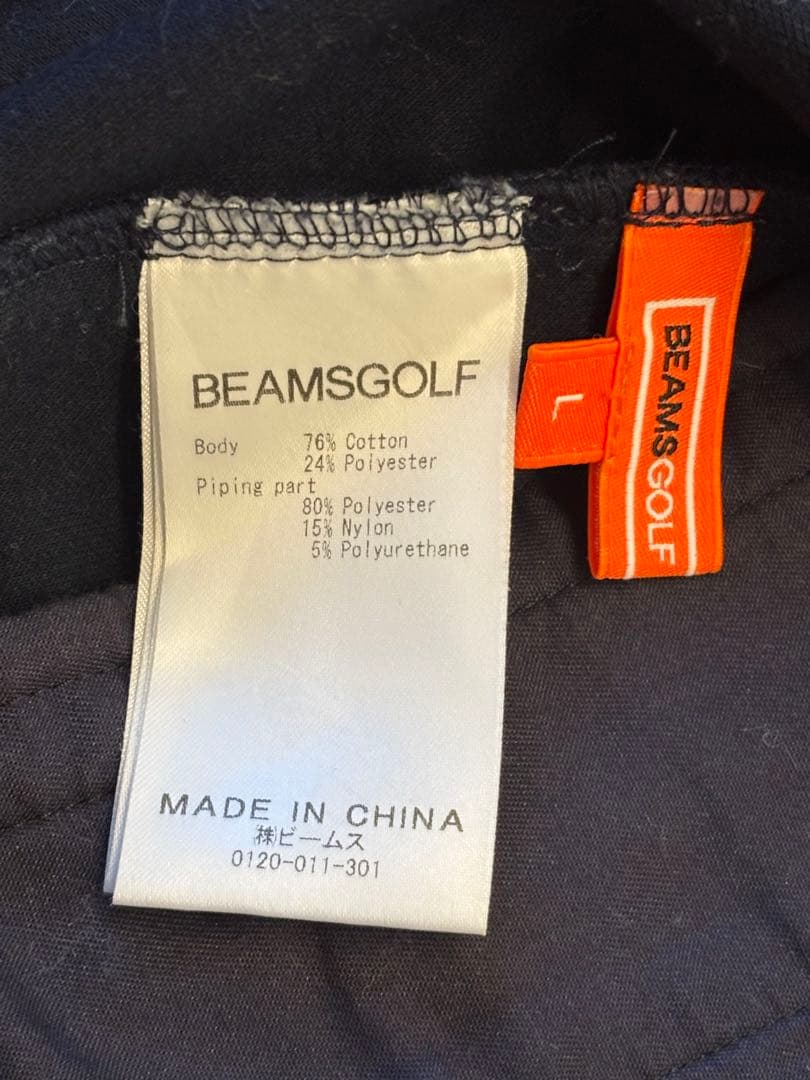 BEAMSGOLF
Body 76% Cotton
24% Polyester
Piping part
80% Polyester
15% Nylon
5% Polyurethane
MADE IN CHINA
㈱ビームス
0120-011-301
L
BEAMSGOLF